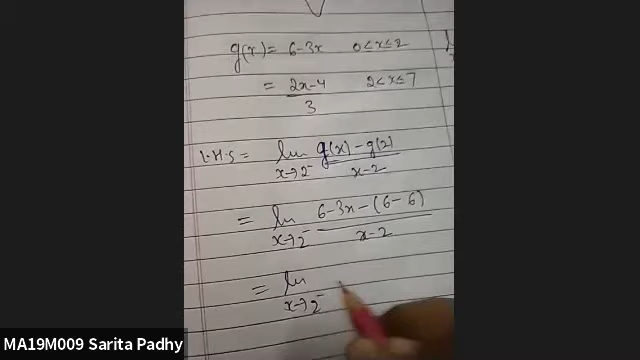 g(x) = 6-3x 0<x≤2
= 2x-4/3 2<x≤7
L.H.S = lim x→2⁻ g(x) - g(2)/x-2
= lim x→2⁻ 6-3x-(6-6)/x-2
= lim x→2⁻
MA19M009 Sarita Padhy